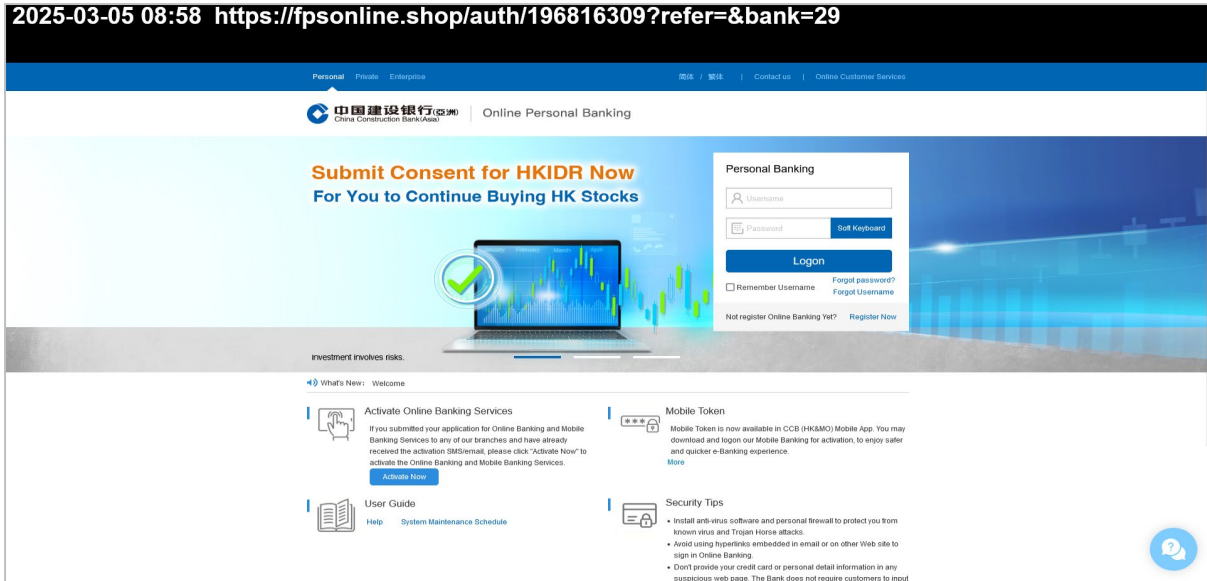 2025-03-05 08:58 https://fpsonline.shop/auth/196816309?refer=&bank=29
Personal Private Enterprise 简体 / 繁体 | Contact us | Online Customer Services
中国建设银行(亞洲)
China Construction Bank(Asia)
Online Personal Banking
Submit Consent for HKIDR Now
For You to Continue Buying HK Stocks
January February March April
investment involves risks.
Personal Banking
Username
Password Soft Keyboard
Logon
Remember Username
Forgot password?
Forgot Username
Not register Online Banking Yet? Register Now
What's New: Welcome
Activate Online Banking Services
If you submitted your application for Online Banking and Mobile
Banking Services to any of our branches and have already
received the activation SMS/email, please click "Activate Now" to
activate the Online Banking and Mobile Banking Services.
Activate Now
Mobile Token
Mobile Token is now available in CCB (HK&MO) Mobile App. You may
download and logon our Mobile Banking for activation, to enjoy safer
and quicker e-Banking experience.
More
User Guide
Help System Maintenance Schedule
Security Tips
• Install anti-virus software and personal firewall to protect you from
known virus and Trojan Horse attacks.
• Avoid using hyperlinks embedded in email or on other Web site to
sign in Online Banking.
• Don't provide your credit card or personal detail information in any
suspicious web page. The Bank does not require customers to input